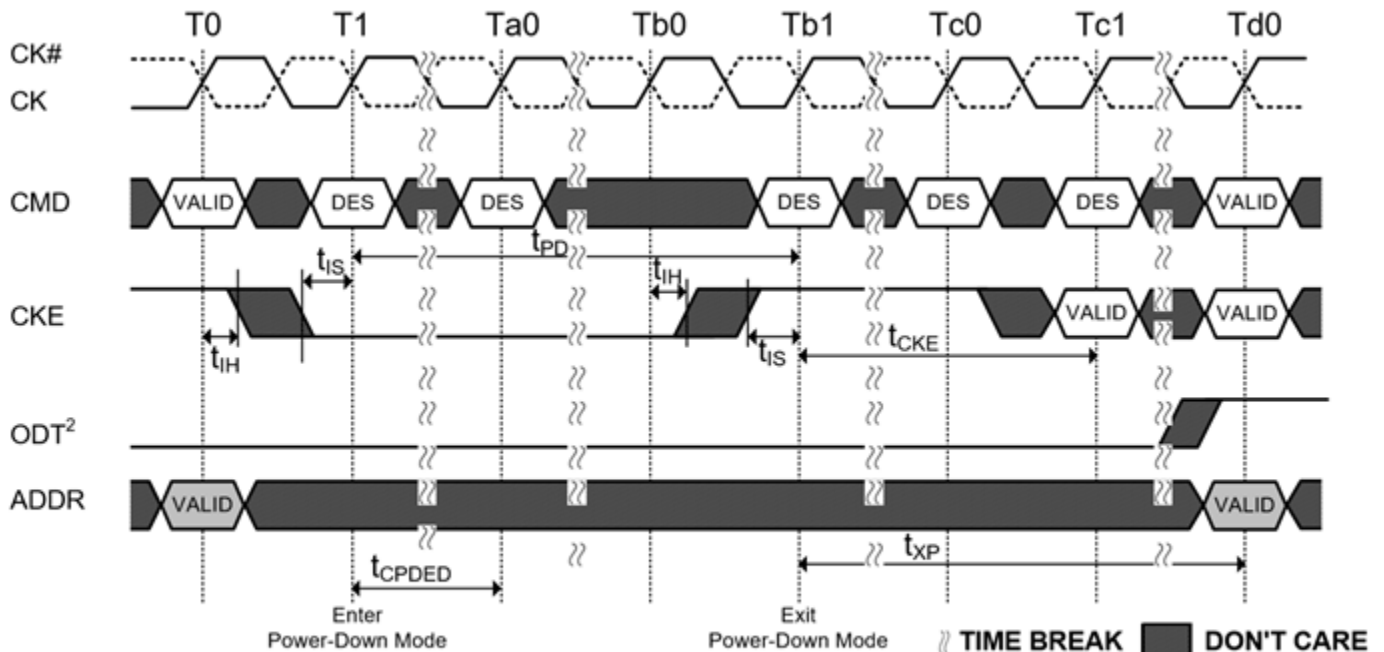 T0 T1 Ta0 Tb0 Tb1 Tc0 Tc1 Td0
CK#
CK
CMD VALID DES DES DES DES DES VALID
tPD
tIS tIH
CKE VALID VALID
tIH tIS tCKE
ODT2
ADDR VALID VALID
tXP
tCPDED
Enter Exit
Power-Down Mode Power-Down Mode
TIME BREAK DON'T CARE